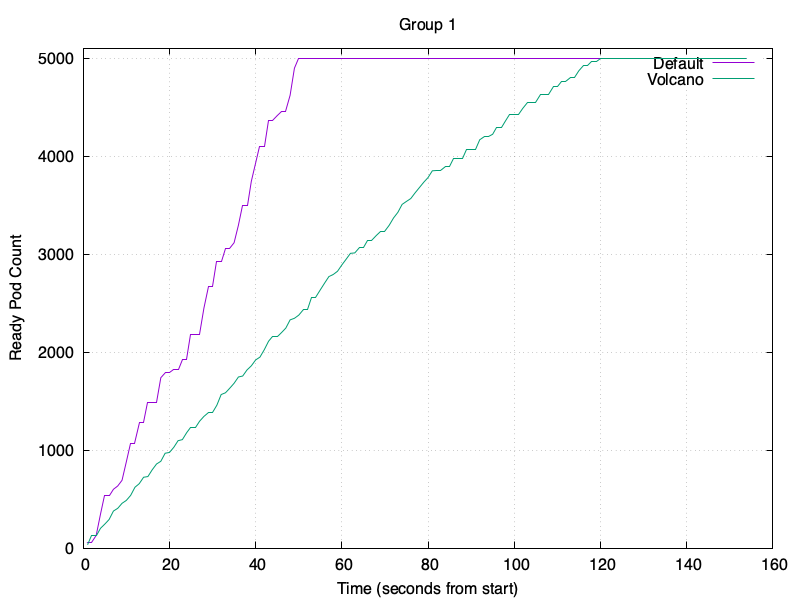 Group 1
5000
4000
3000
2000
1000
0
Ready Pod Count
Default
Volcano
0 20 40 60 80 100 120 140 160
Time (seconds from start)